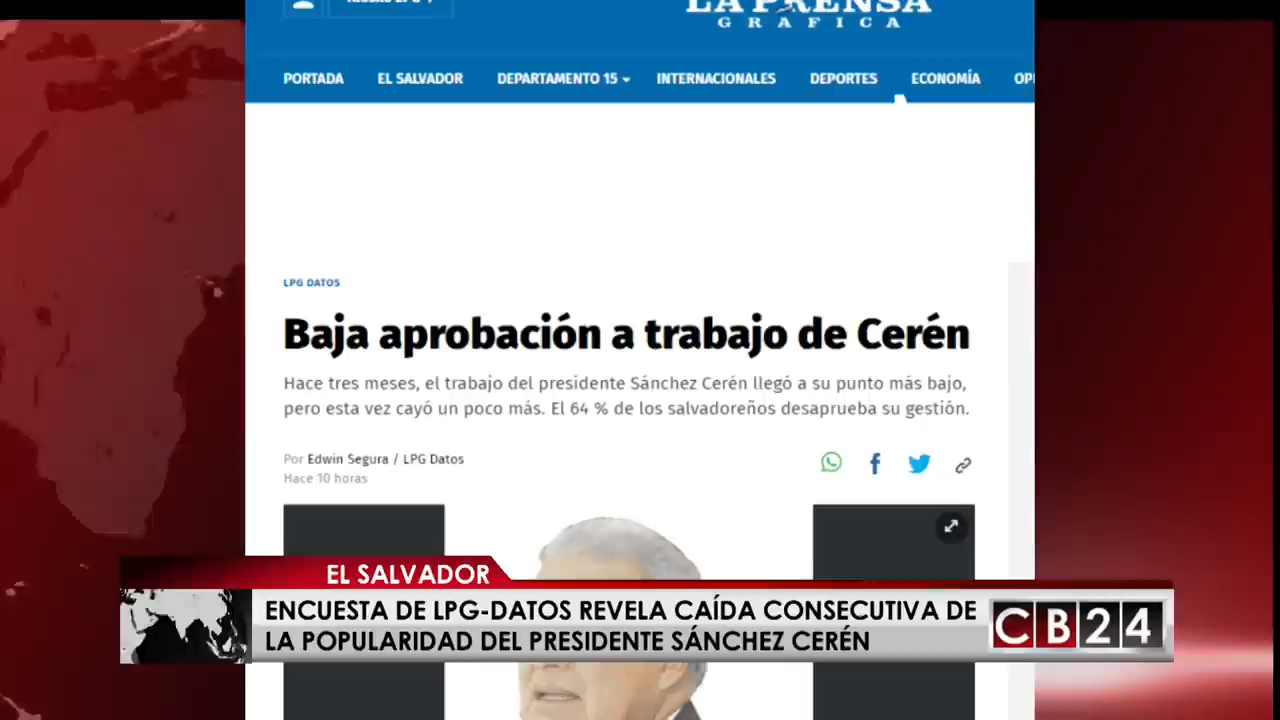 LA PRENSA
GRÁFICA
PORTADA EL SALVADOR DEPARTAMENTO 15 INTERNACIONALES DEPORTES ECONOMÍA
LPG DATOS
Baja aprobación a trabajo de Cerén
Hace tres meses, el trabajo del presidente Sánchez Cerén llegó a su punto más bajo,
pero esta vez cayó un poco más. El 64 % de los salvadoreños desaprueba su gestión.
Por Edwin Segura / LPG Datos
Hace 10 horas
EL SALVADOR
ENCUESTA DE LPG-DATOS REVELA CAÍDA CONSECUTIVA DE
LA POPULARIDAD DEL PRESIDENTE SÁNCHEZ CERÉN
CB24